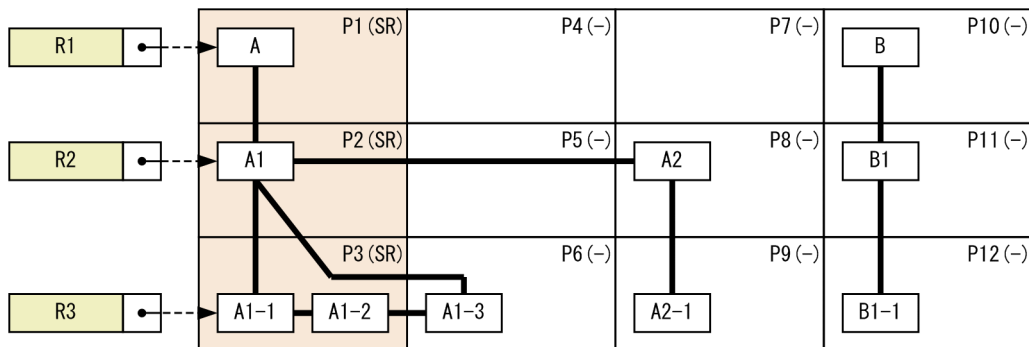 R1
A
P1(SR)
P4(-)
P7(-)
B
P10(-)
R2
A1
P2(SR)
P5(-)
A2
P8(-)
B1
P11(-)
R3
A1-1
P3(SR)
A1-2
A1-3
P6(-)
A2-1
P9(-)
B1-1
P12(-)